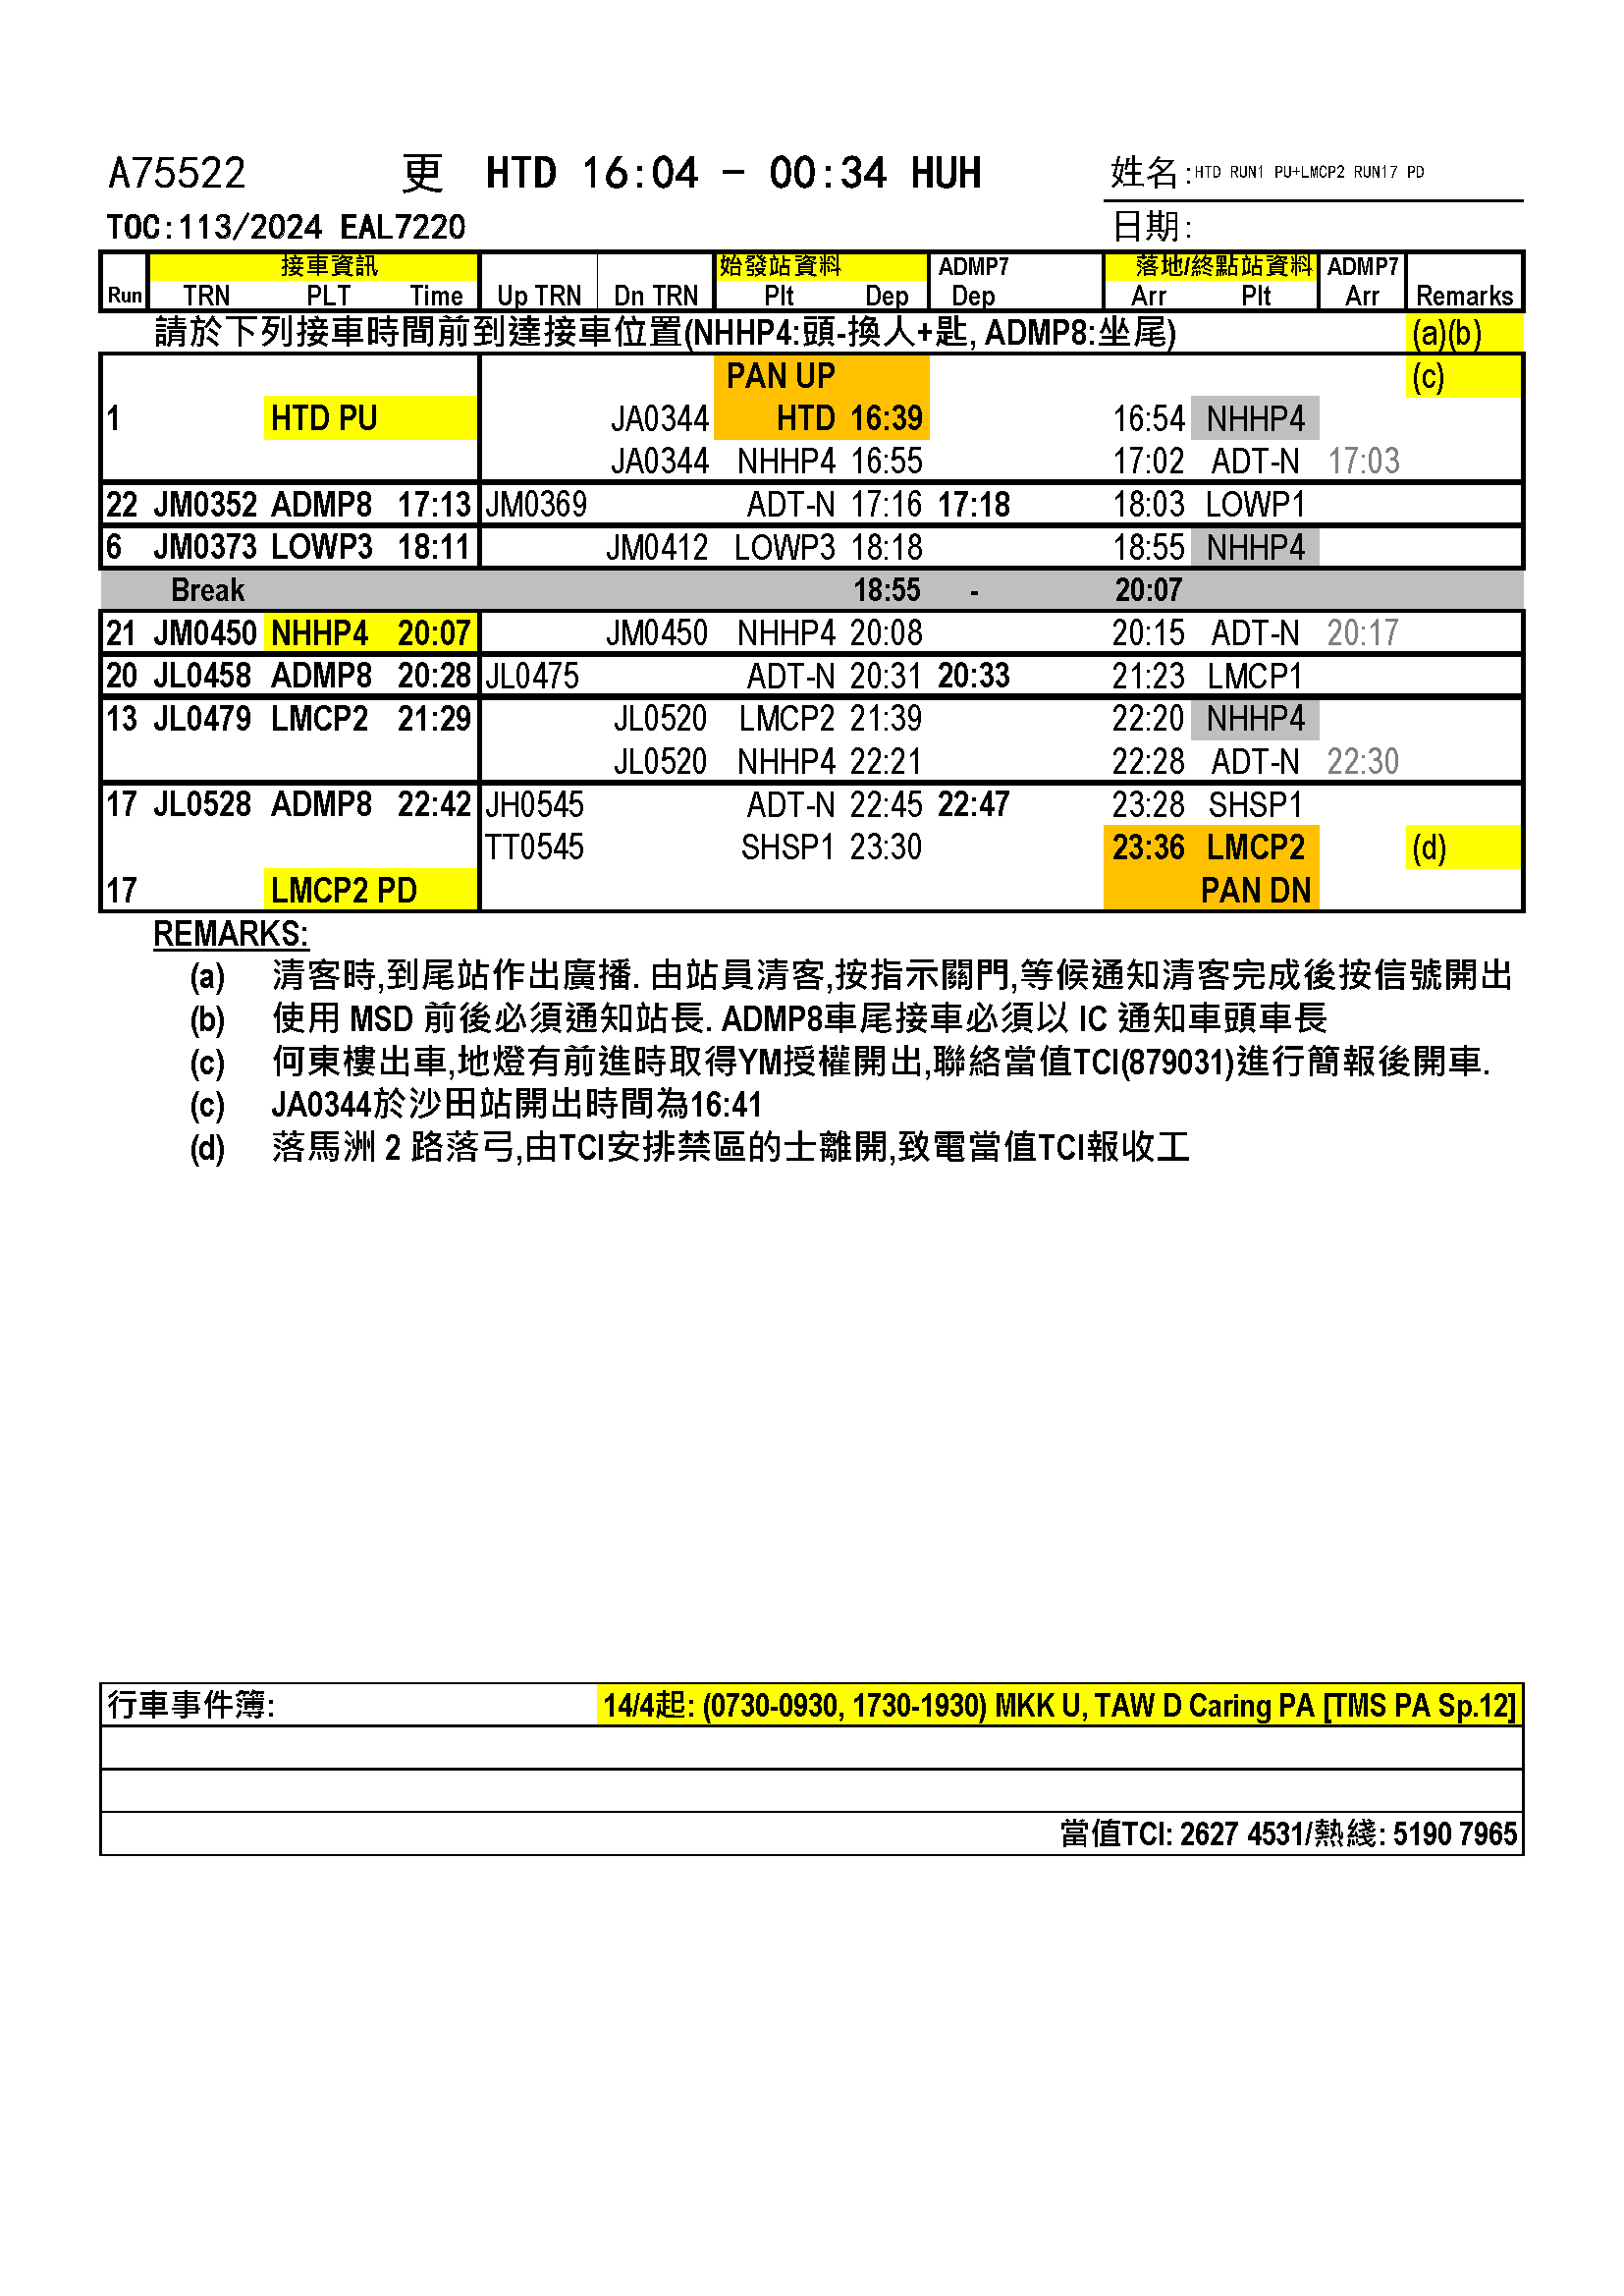 A75522 更 HTD 16:04 - 00:34 HUH 姓名:HTD RUN1 PU+LMCP2 RUN17 PD
TOC:113/2024 EAL7220 日期:
接車資訊 始發站資料 ADMP7 落地/終點站資料 ADMP7
Run TRN PLT Time Up TRN Dn TRN Plt Dep Dep Arr Plt Arr Remarks
請於下列接車時間前到達接車位置(NHHP4:頭-換人+匙, ADMP8:坐尾) (a)(b)
PAN UP (c)
1 HTD PU JA0344 HTD 16:39 16:54 NHHP4
JA0344 NHHP4 16:55 17:02 ADT-N 17:03
22 JM0352 ADMP8 17:13 JM0369 ADT-N 17:16 17:18 18:03 LOWP1
6 JM0373 LOWP3 18:11 JM0412 LOWP3 18:18 18:55 NHHP4
Break 18:55 - 20:07
21 JM0450 NHHP4 20:07 JM0450 NHHP4 20:08 20:15 ADT-N 20:17
20 JL0458 ADMP8 20:28 JL0475 ADT-N 20:31 20:33 21:23 LMCP1
13 JL0479 LMCP2 21:29 JL0520 LMCP2 21:39 22:20 NHHP4
JL0520 NHHP4 22:21 22:28 ADT-N 22:30
17 JL0528 ADMP8 22:42 JH0545 ADT-N 22:45 22:47 23:28 SHSP1
TT0545 SHSP1 23:30 23:36 LMCP2 (d)
17 LMCP2 PD PAN DN
REMARKS:
(a) 清客時,到尾站作出廣播. 由站員清客,按指示關門,等候通知清客完成後按信號開出
(b) 使用 MSD 前後必須通知站長. ADMP8車尾接車必須以 IC 通知車頭車長
(c) 何東樓出車,地燈有前進時取得YM授權開出,聯絡當值TCI(879031)進行簡報後開車.
(c) JA0344於沙田站開出時間為16:41
(d) 落馬洲 2 路落弓,由TCI安排禁區的士離開,致電當值TCI報收工
行車事件簿: 14/4起: (0730-0930, 1730-1930) MKK U, TAW D Caring PA [TMS PA Sp.12]
當值TCI: 2627 4531/熱綫: 5190 7965